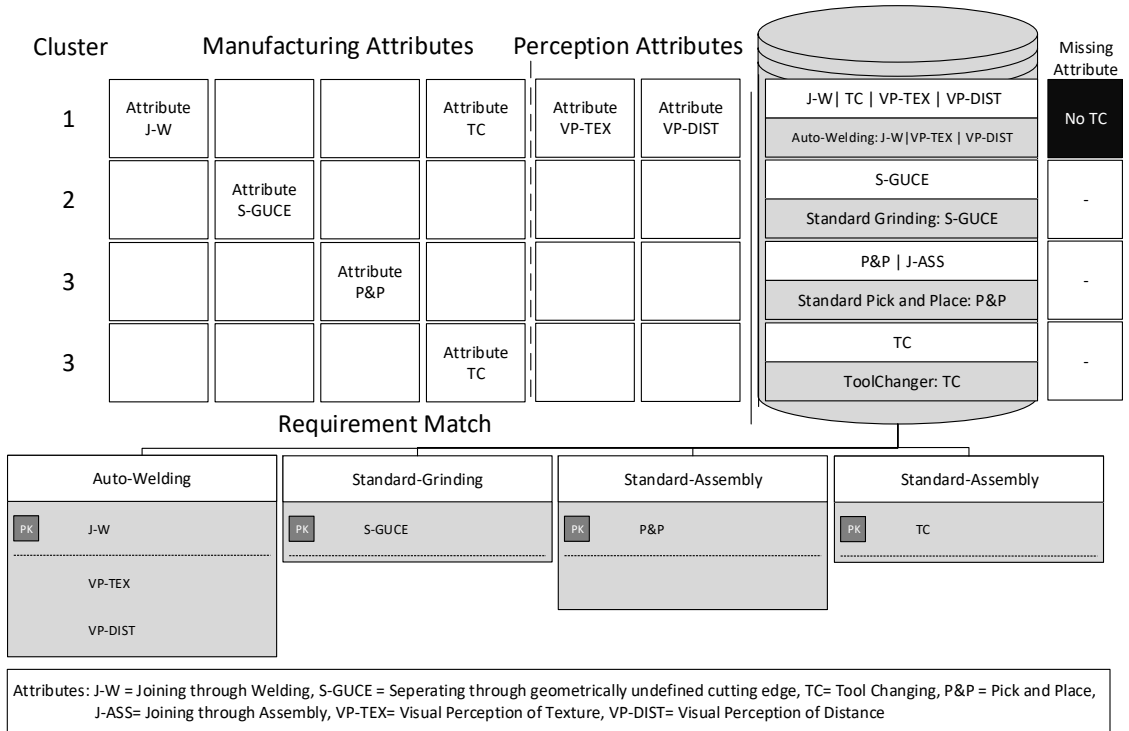 Cluster
Manufacturing Attributes
Perception Attributes
Missing
Attribute
1
Attribute
J-W
Attribute
TC
Attribute
VP-TEX
Attribute
VP-DIST
J-W| TC | VP-TEX | VP-DIST
Auto-Welding: J-W|VP-TEX | VP-DIST
No TC
2
Attribute
S-GUCE
S-GUCE
Standard Grinding: S-GUCE
-
3
Attribute
P&P
P&P | J-ASS
Standard Pick and Place: P&P
-
3
Attribute
TC
TC
ToolChanger: TC
-
Requirement Match
Auto-Welding
PK
J-W
VP-TEX
VP-DIST
Standard-Grinding
PK
S-GUCE
Standard-Assembly
PK
P&P
Standard-Assembly
PK
TC
Attributes: J-W = Joining through Welding, S-GUCE = Seperating through geometrically undefined cutting edge, TC= Tool Changing, P&P = Pick and Place,
J-ASS= Joining through Assembly, VP-TEX= Visual Perception of Texture, VP-DIST= Visual Perception of Distance